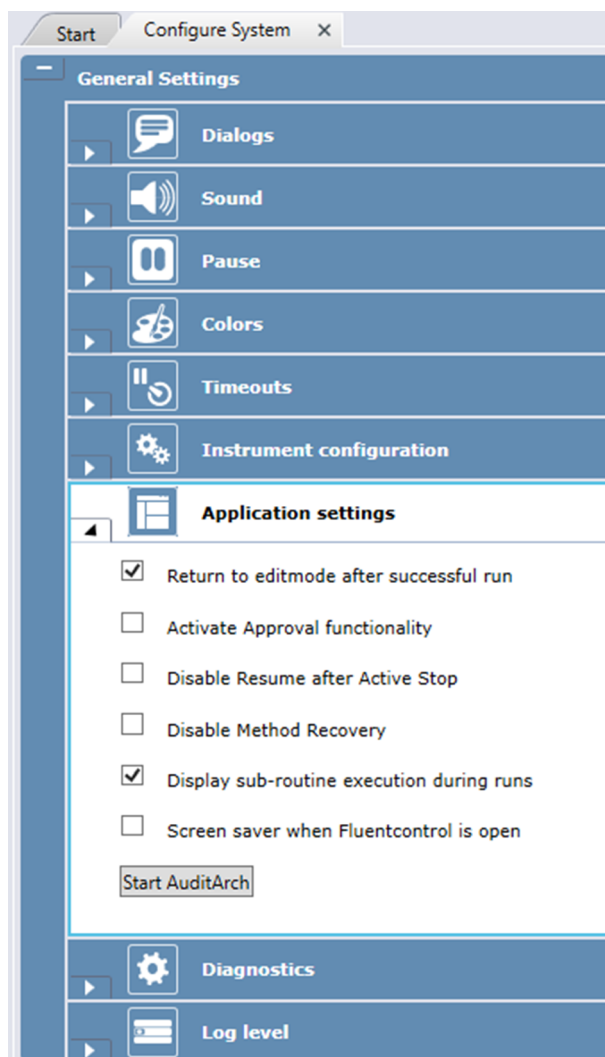 Start
Configure System
General Settings
Dialogs
Sound
Pause
Colors
Timeouts
Instrument configuration
Application settings
Return to editmode after successful run
Activate Approval functionality
Disable Resume after Active Stop
Disable Method Recovery
Display sub-routine execution during runs
Screen saver when Fluentcontrol is open
Start AuditArch
Diagnostics
Log level